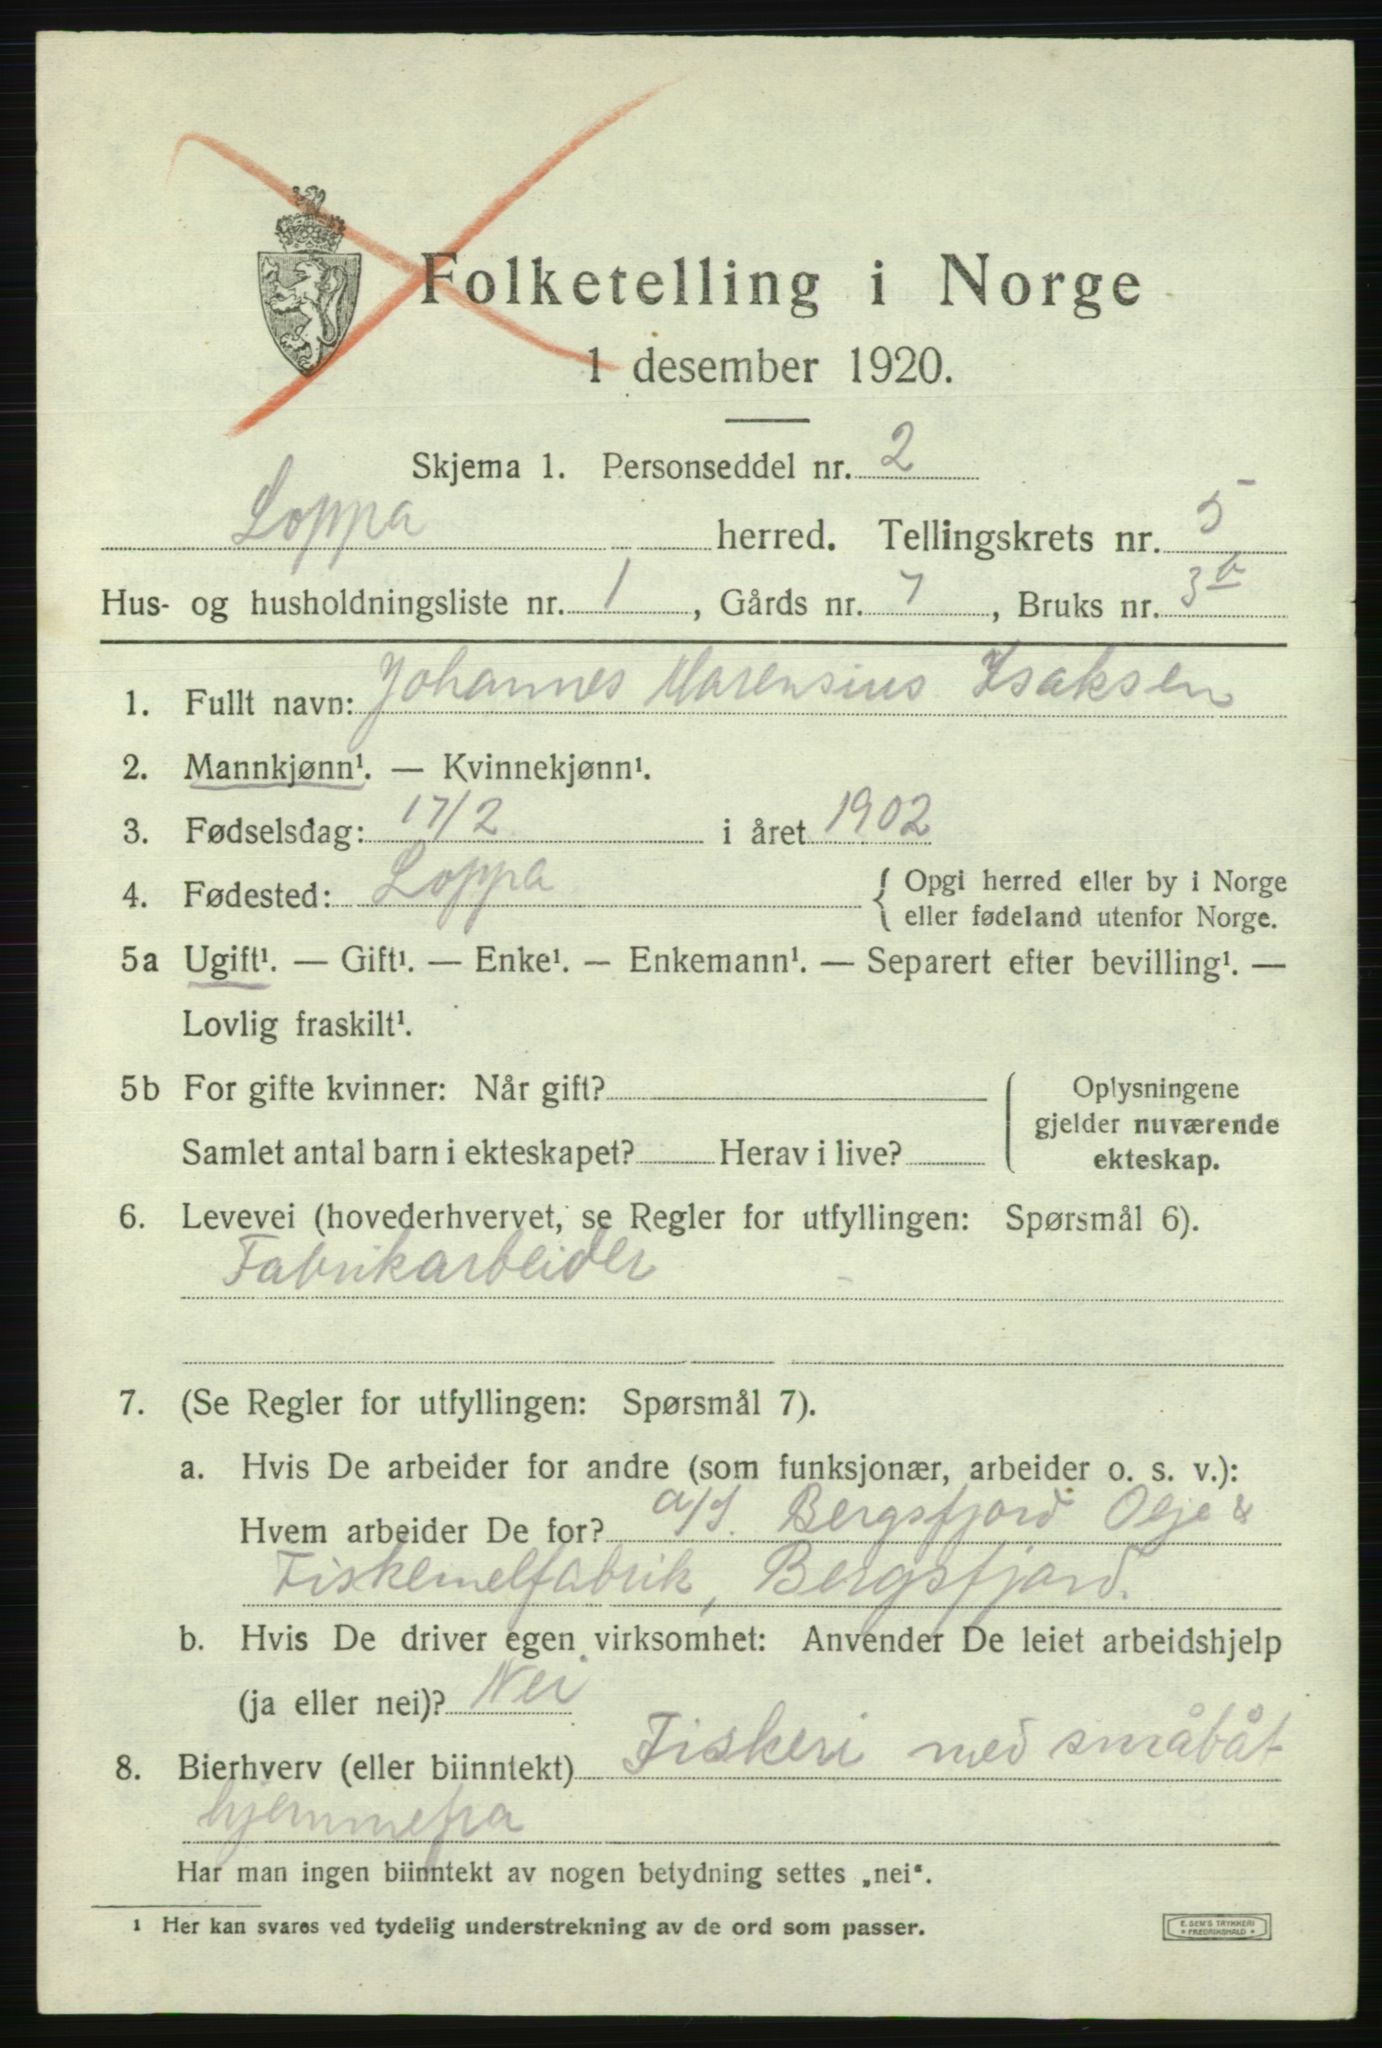 Folketelling i Norge
1 desember 1920.
Skjema 1. Personseddel nr. 2
Loppa herred. Tellingskrets nr. 5
Hus- og husholdningsliste nr. 1, Gårds nr. 7, Bruks nr. 3
1. Fullt navn: Johannes Marensius Isaksen
2. Mannkjønn¹. — Kvinnekjønn¹.
3. Fødselsdag: 17/2 i året 1902
4. Fødested: Loppa { Opgi herred eller by i Norge
eller fødeland utenfor Norge.
5a Ugift¹. — Gift¹. — Enke¹. — Enkemann¹. — Separert efter bevilling¹. —
Lovlig fraskilt¹.
5b For gifte kvinner: Når gift?
Samlet antal barn i ekteskapet? Herav i live?
Oplysningene
gjelder nuværende
ekteskap.
6. Levevei (hovederhvervet, se Regler for utfyllingen: Spørsmål 6).
Fabrikarbeider
7. (Se Regler for utfyllingen: Spørsmål 7).
a. Hvis De arbeider for andre (som funksjonær, arbeider o. s. v.):
Hvem arbeider De for? a/s. Bergsfjord Olje &
Fiskemelfabrik, Bergsfjord.
b. Hvis De driver egen virksomhet: Anvender De leiet arbeidshjelp
(ja eller nei)? Nei
8. Bierhverv (eller biinntekt) Fiskeri med småbåt
hjemmefra
Har man ingen biinntekt av nogen betydning settes „nei“.
¹ Her kan svares ved tydelig understrekning av de ord som passer.
E. SEM'S TRYKKERI
FREDRIKSHALD